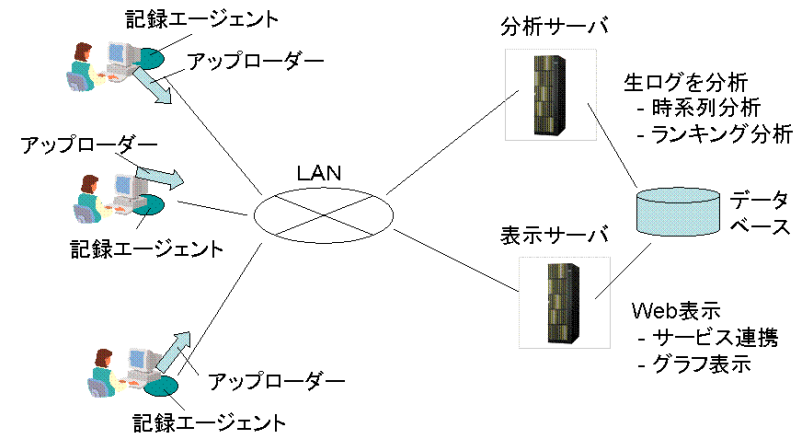 記録エージェント
アップローダー
アップローダー
記録エージェント
アップローダー
記録エージェント
LAN
分析サーバ
生ログを分析
- 時系列分析
- ランキング分析
データ
ベース
表示サーバ
Web表示
- サービス連携
- グラフ表示